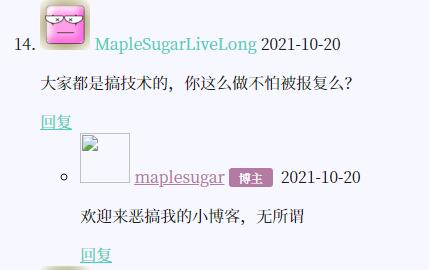 14. MapleSugarLiveLong 2021-10-20
大家都是搞技术的，你这么做不怕被报复么？
回复
maplesugar 博主 2021-10-20
欢迎来恶搞我的小博客，无所谓
回复